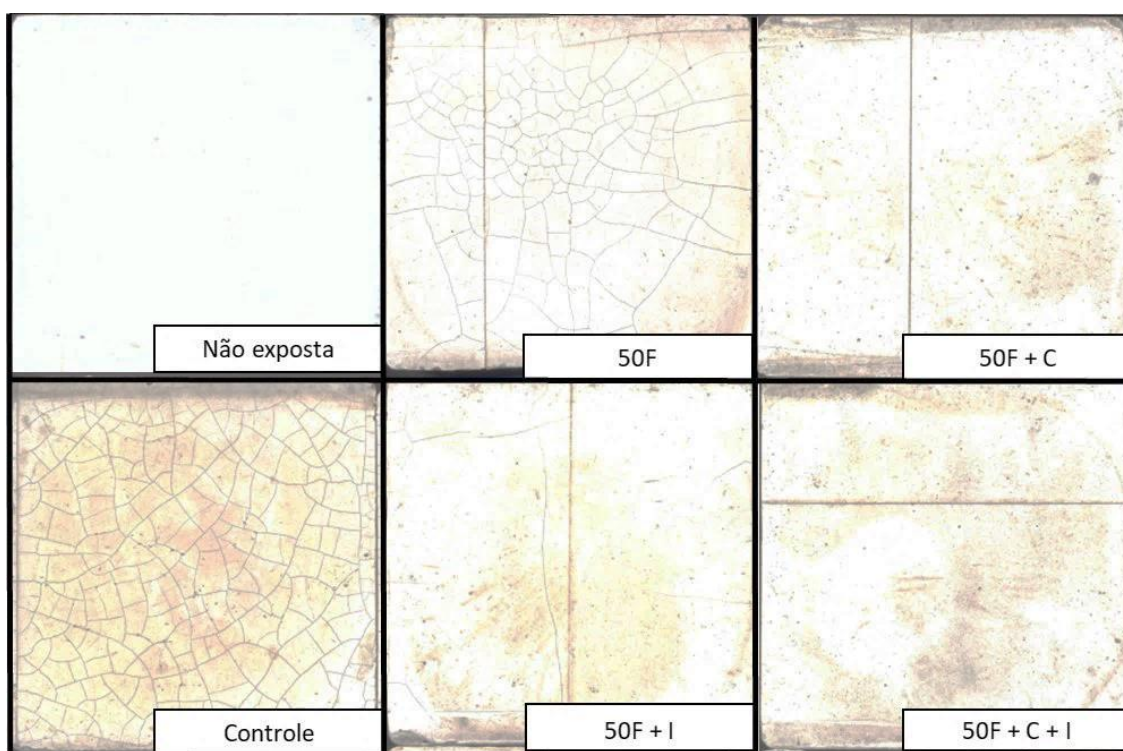 Não exposta
50F
50F + C
Controle
50F + I
50F + C + I